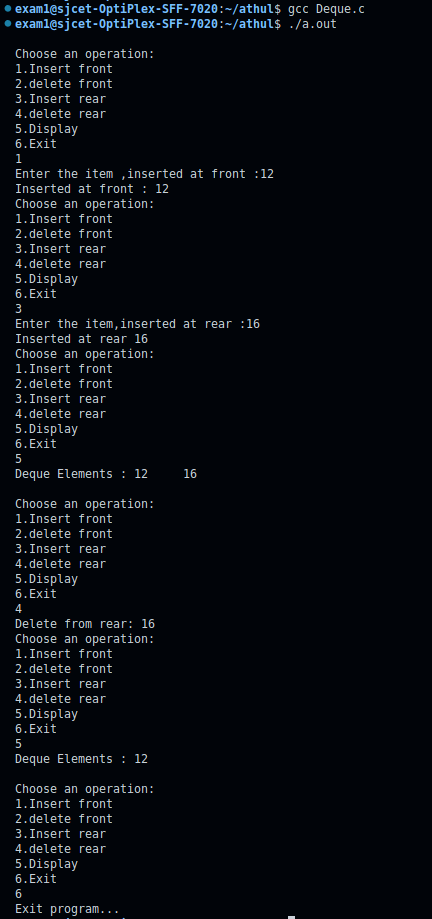 exam1@sjcet-OptiPlex-SFF-7020:~/athul$ gcc Deque.c
exam1@sjcet-OptiPlex-SFF-7020:~/athul$ ./a.out
Choose an operation:
1.Insert front
2.delete front
3.Insert rear
4.delete rear
5.Display
6.Exit
1
Enter the item ,inserted at front :12
Inserted at front : 12
Choose an operation:
1.Insert front
2.delete front
3.Insert rear
4.delete rear
5.Display
6.Exit
3
Enter the item,inserted at rear :16
Inserted at rear 16
Choose an operation:
1.Insert front
2.delete front
3.Insert rear
4.delete rear
5.Display
6.Exit
5
Deque Elements : 12     16
Choose an operation:
1.Insert front
2.delete front
3.Insert rear
4.delete rear
5.Display
6.Exit
4
Delete from rear: 16
Choose an operation:
1.Insert front
2.delete front
3.Insert rear
4.delete rear
5.Display
6.Exit
5
Deque Elements : 12
Choose an operation:
1.Insert front
2.delete front
3.Insert rear
4.delete rear
5.Display
6.Exit
6
Exit program...